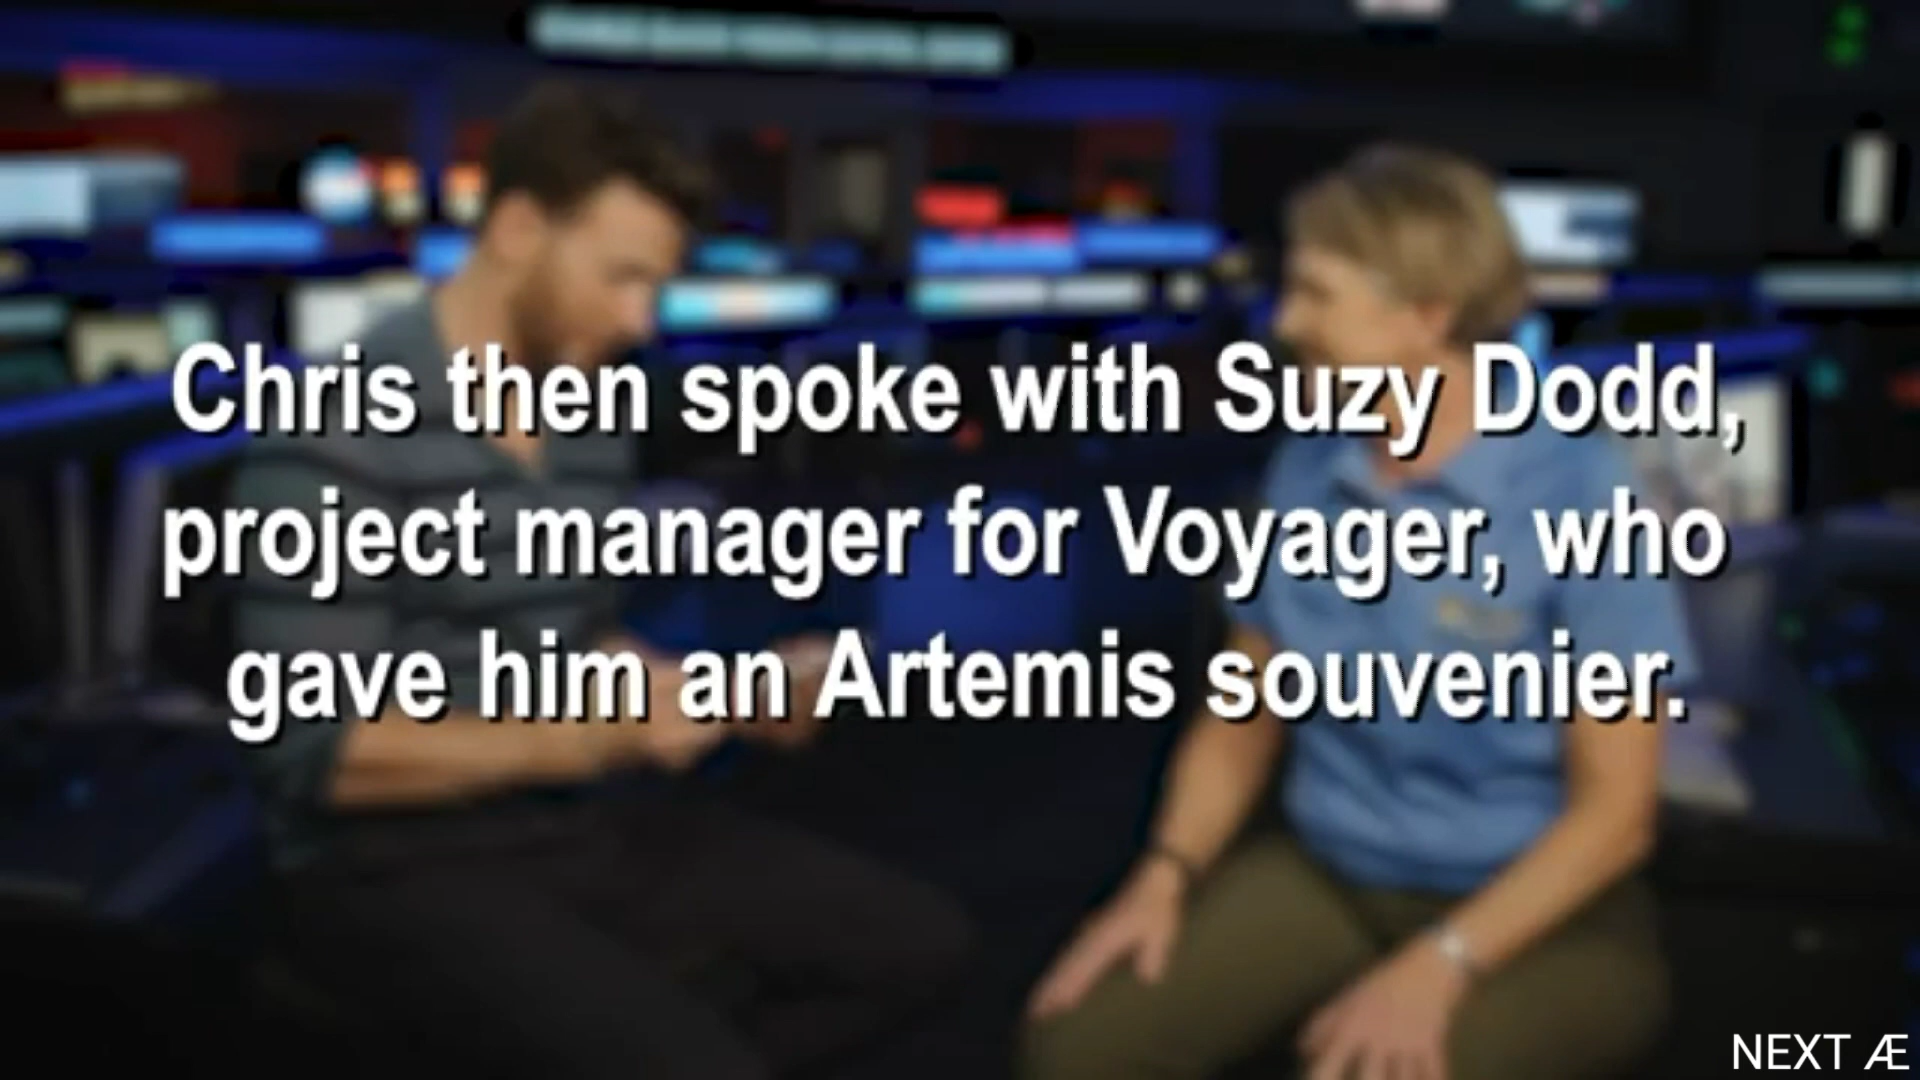 Chris then spoke with Suzy Dodd,
project manager for Voyager, who
gave him an Artemis souvenier.
NEXT Æ